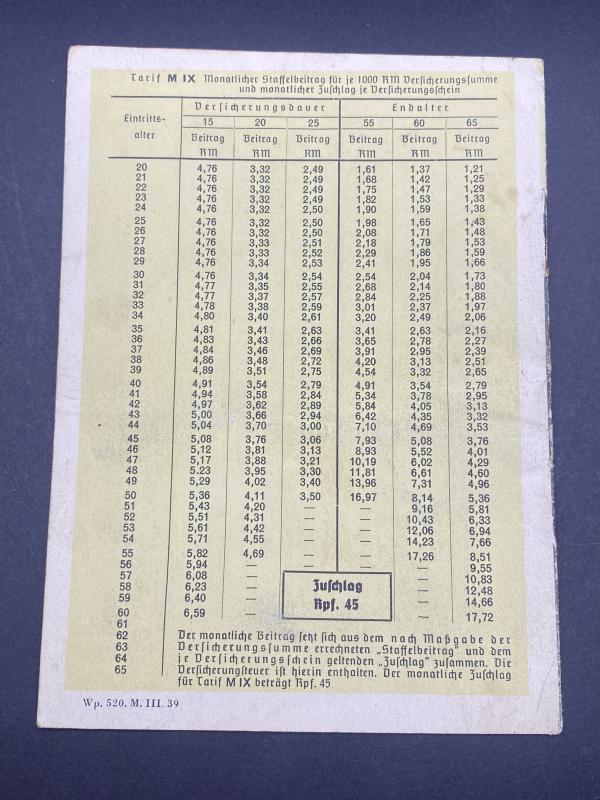 Tarif M IX Monatlicher Staffelbeitrag für je 1000 RM Versicherungssumme
und monatlicher Zuschlag je Versicherungsschein
Eintritts-
alter
Versicherungsdauer Endalter
15 20 25 55 60 65
Beitrag Beitrag Beitrag Beitrag Beitrag Beitrag
RM RM RM RM RM RM
20 4,76 3,32 2,49 1,61 1,37 1,21
21 4,76 3,32 2,49 1,68 1,42 1,25
22 4,76 3,32 2,49 1,75 1,47 1,29
23 4,76 3,32 2,49 1,82 1,53 1,33
24 4,76 3,32 2,50 1,90 1,59 1,38
25 4,76 3,32 2,50 1,98 1,65 1,43
26 4,76 3,32 2,50 2,08 1,71 1,48
27 4,76 3,33 2,51 2,18 1,79 1,53
28 4,76 3,33 2,52 2,29 1,86 1,59
29 4,76 3,34 2,53 2,41 1,95 1,66
30 4,76 3,34 2,54 2,54 2,04 1,73
31 4,77 3,35 2,55 2,68 2,14 1,80
32 4,77 3,37 2,57 2,84 2,25 1,88
33 4,78 3,38 2,59 3,01 2,37 1,97
34 4,80 3,40 2,61 3,20 2,49 2,06
35 4,81 3,41 2,63 3,41 2,63 2,16
36 4,83 3,43 2,66 3,65 2,78 2,27
37 4,84 3,46 2,69 3,91 2,95 2,39
38 4,86 3,48 2,72 4,20 3,13 2,51
39 4,89 3,51 2,75 4,54 3,32 2,65
40 4,91 3,54 2,79 4,91 3,54 2,79
41 4,94 3,58 2,84 5,34 3,78 2,95
42 4,97 3,62 2,89 5,84 4,05 3,13
43 5,00 3,66 2,94 6,42 4,35 3,32
44 5,04 3,70 3,00 7,10 4,69 3,53
45 5,08 3,76 3,06 7,93 5,08 3,76
46 5,12 3,81 3,13 8,93 5,52 4,01
47 5,17 3,88 3,21 10,19 6,02 4,29
48 5.23 3,95 3,30 11,81 6,61 4,60
49 5,29 4,02 3,40 13,96 7,31 4,96
50 5,36 4,11 3,50 16,97 8,14 5,36
51 5,43 4,20 — — 9,16 5,81
52 5,51 4,31 — — 10,43 6,33
53 5,61 4,42 — — 12,06 6,94
54 5,71 4,55 — — 14,23 7,66
55 5,82 4,69 — — 17,26 8,51
56 5,94 — — — — 9,55
57 6,08 — — 10,83
58 6,23 — — 12,48
59 6,40 — — 14,66
60 6,59 — — 17,72
Zuschlag
Rpf. 45
61
62
63
64
65
Der monatliche Beitrag setzt sich aus dem nach Maßgabe der
Versicherungssumme errechneten „Staffelbeitrag" und dem
je Versicherungsschein geltenden „Zuschlag" zusammen. Die
Versicherungsteuer ist hierin enthalten. Der monatliche Zuschlag
für Tarif M IX beträgt Rpf. 45
Wp. 520. M. III. 39